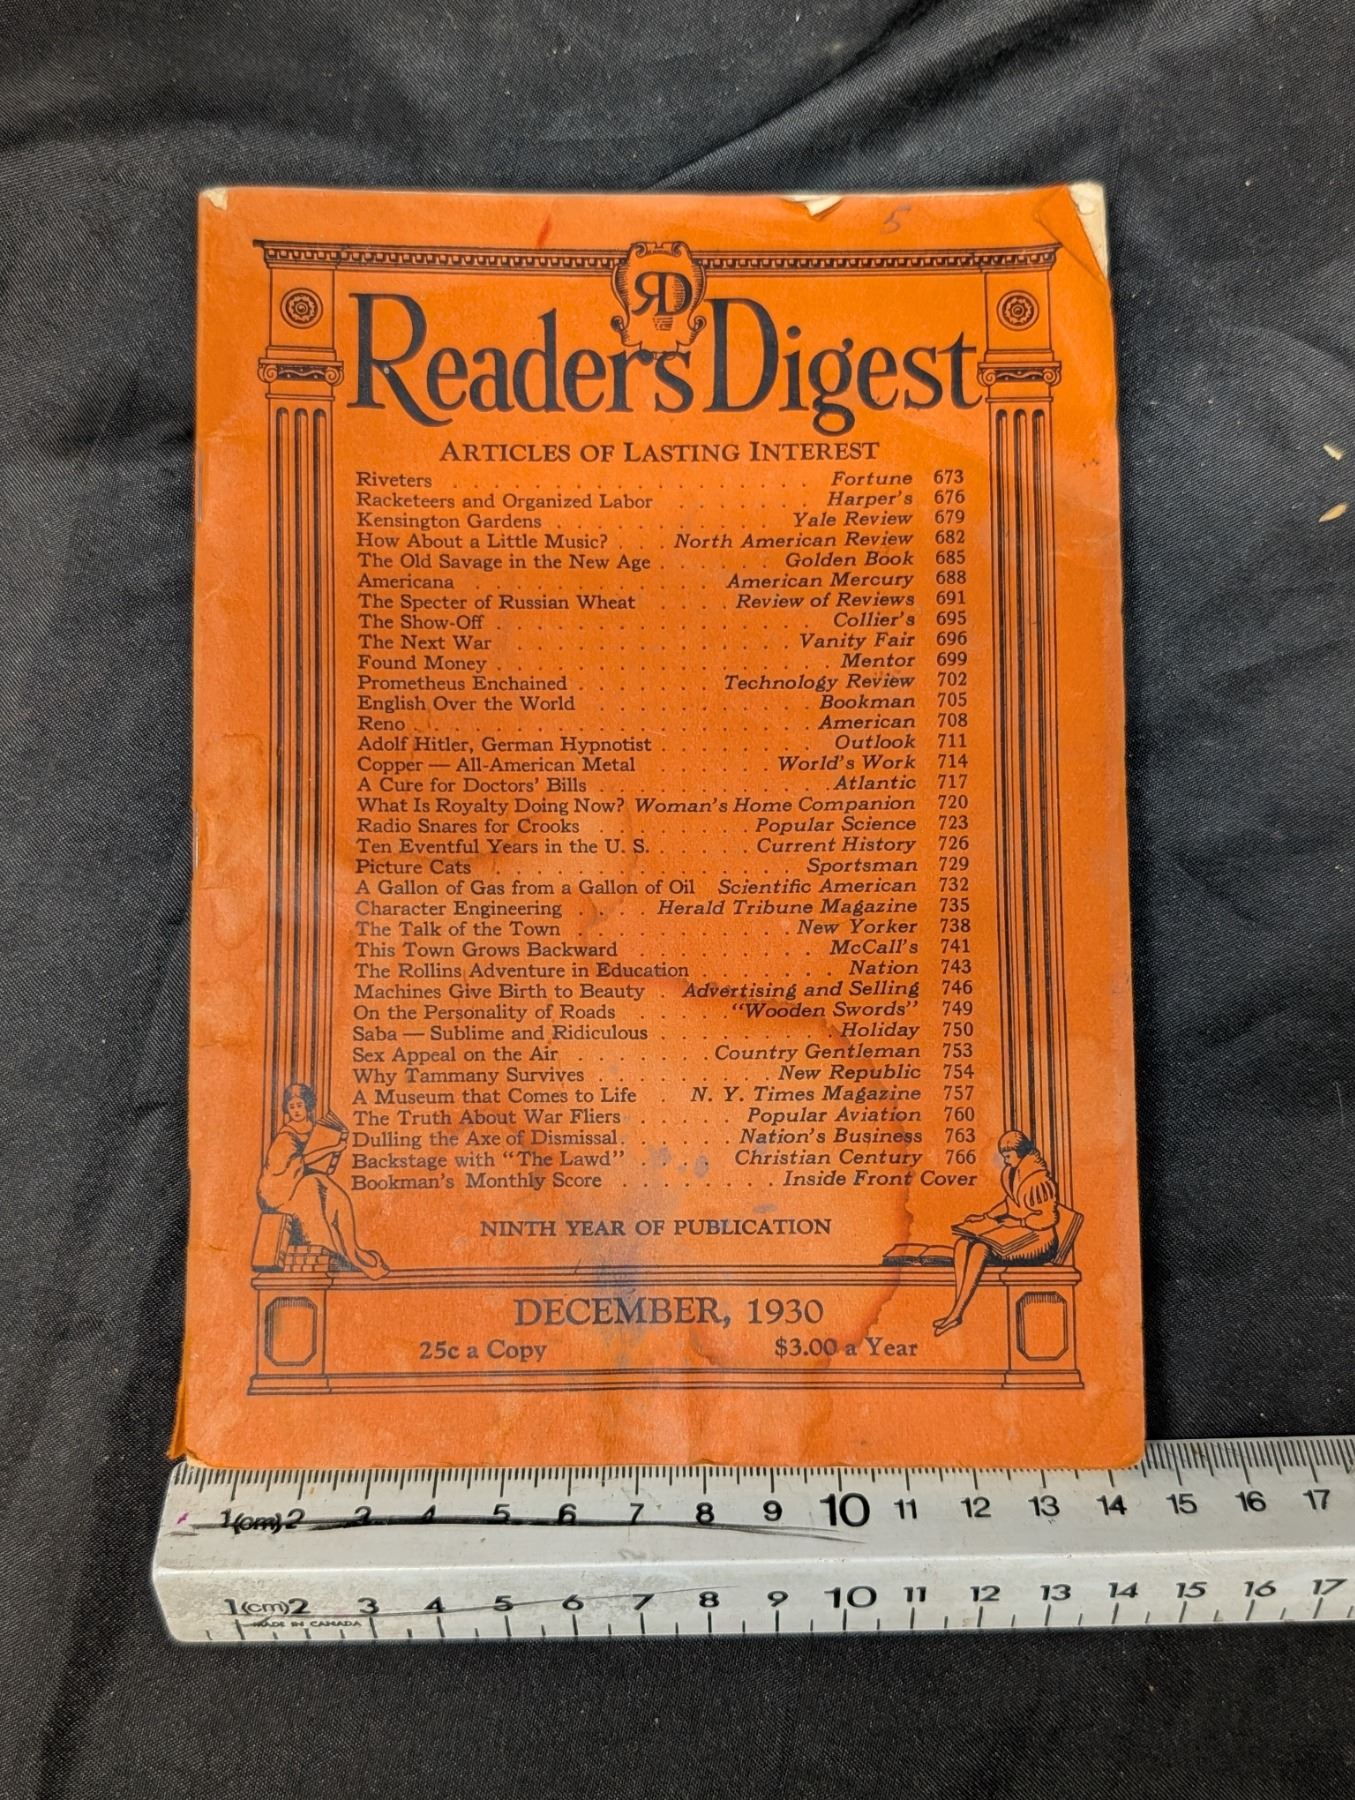 5
RD
Reader's Digest
ARTICLES OF LASTING INTEREST
Riveters . . . . . . . . . . . . . . Fortune 673
Racketeers and Organized Labor . . . . . . . Harper's 676
Kensington Gardens . . . . . . . . . . Yale Review 679
How About a Little Music? . . . North American Review 682
The Old Savage in the New Age . . . . . . Golden Book 685
Americana . . . . . . . . . . American Mercury 688
The Specter of Russian Wheat . . . . Review of Reviews 691
The Show-Off . . . . . . . . . . . . . Collier's 695
The Next War . . . . . . . . . . . Vanity Fair 696
Found Money . . . . . . . . . . . . . . Mentor 699
Prometheus Enchained . . . . . . . Technology Review 702
English Over the World . . . . . . . . . Bookman 705
Reno . . . . . . . . . . . . . . . . American 708
Adolf Hitler, German Hypnotist . . . . . . . . Outlook 711
Copper — All-American Metal . . . . . . World's Work 714
A Cure for Doctors' Bills . . . . . . . . . Atlantic 717
What Is Royalty Doing Now? Woman's Home Companion 720
Radio Snares for Crooks . . . . . . . Popular Science 723
Ten Eventful Years in the U. S. . . . . . Current History 726
Picture Cats . . . . . . . . . . . . Sportsman 729
A Gallon of Gas from a Gallon of Oil Scientific American 732
Character Engineering . . . . Herald Tribune Magazine 735
The Talk of the Town . . . . . . . . . New Yorker 738
This Town Grows Backward . . . . . . . . McCall's 741
The Rollins Adventure in Education . . . . . . Nation 743
Machines Give Birth to Beauty . Advertising and Selling 746
On the Personality of Roads . . . . . "Wooden Swords" 749
Saba — Sublime and Ridiculous . . . . . . . Holiday 750
Sex Appeal on the Air . . . . . . Country Gentleman 753
Why Tammany Survives . . . . . . . . . New Republic 754
A Museum that Comes to Life . N. Y. Times Magazine 757
The Truth About War Fliers . . . . . Popular Aviation 760
Dulling the Axe of Dismissal . . . . . . Nation's Business 763
Backstage with "The Lawd" . . . . Christian Century 766
Bookman's Monthly Score . . . . . . . . Inside Front Cover
NINTH YEAR OF PUBLICATION
DECEMBER, 1930
25c a Copy $3.00 a Year
1(cm)2 3 4 5 6 7 8 9 10 11 12 13 14 15 16 17
1(cm)2 3 4 5 6 7 8 9 10 11 12 13 14 15 16 17
MADE IN CANADA